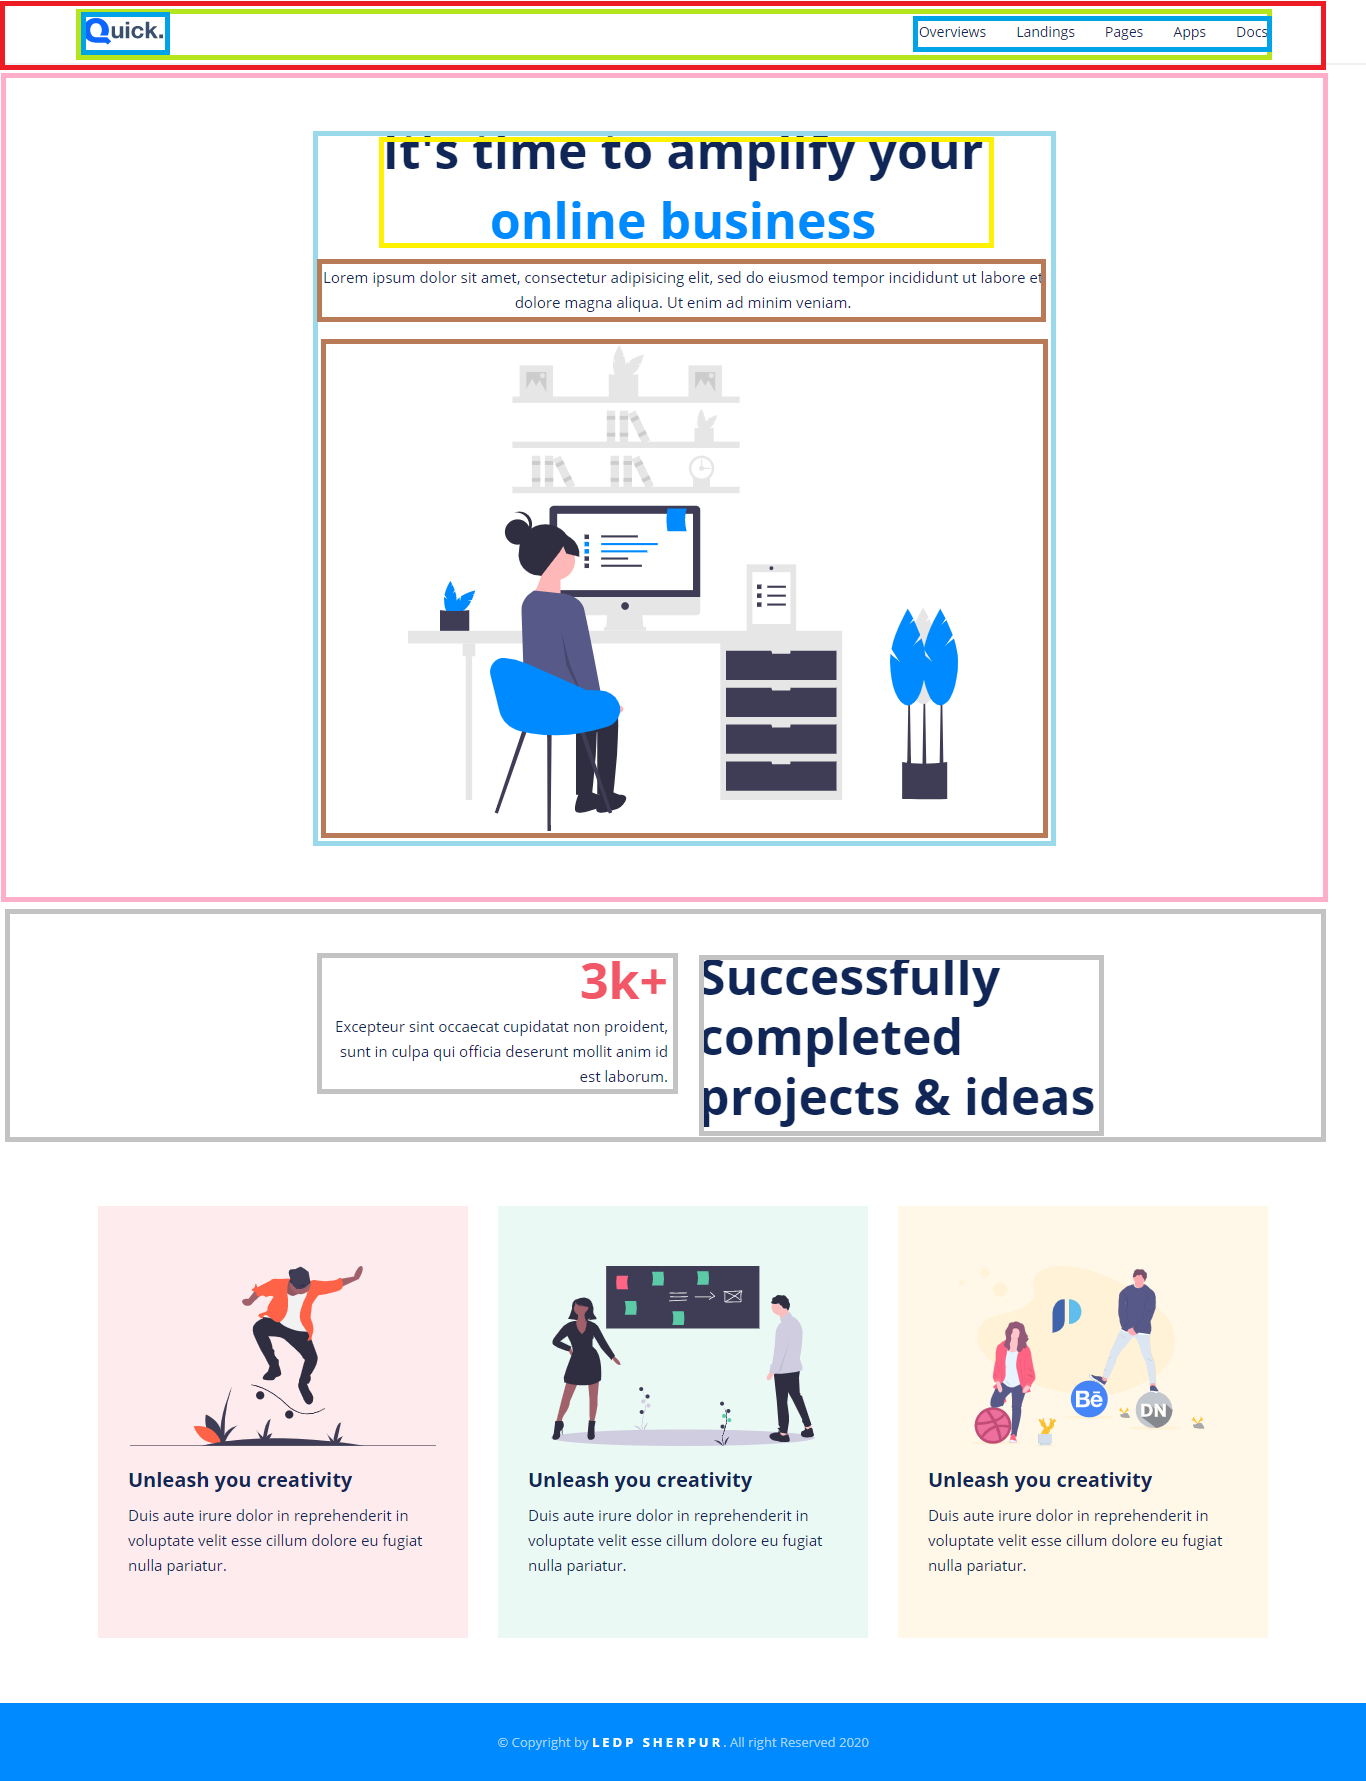 Quick.
Overviews Landings Pages Apps Docs
It's time to amplify your
online business
Lorem ipsum dolor sit amet, consectetur adipisicing elit, sed do eiusmod tempor incididunt ut labore et
dolore magna aliqua. Ut enim ad minim veniam.
3k+
Excepteur sint occaecat cupidatat non proident,
sunt in culpa qui officia deserunt mollit anim id
est laborum.
Successfully
completed
projects & ideas
Bē
DN
Unleash you creativity
Duis aute irure dolor in reprehenderit in
voluptate velit esse cillum dolore eu fugiat
nulla pariatur.
Unleash you creativity
Duis aute irure dolor in reprehenderit in
voluptate velit esse cillum dolore eu fugiat
nulla pariatur.
Unleash you creativity
Duis aute irure dolor in reprehenderit in
voluptate velit esse cillum dolore eu fugiat
nulla pariatur.
© Copyright by LEDP SHERPUR. All right Reserved 2020